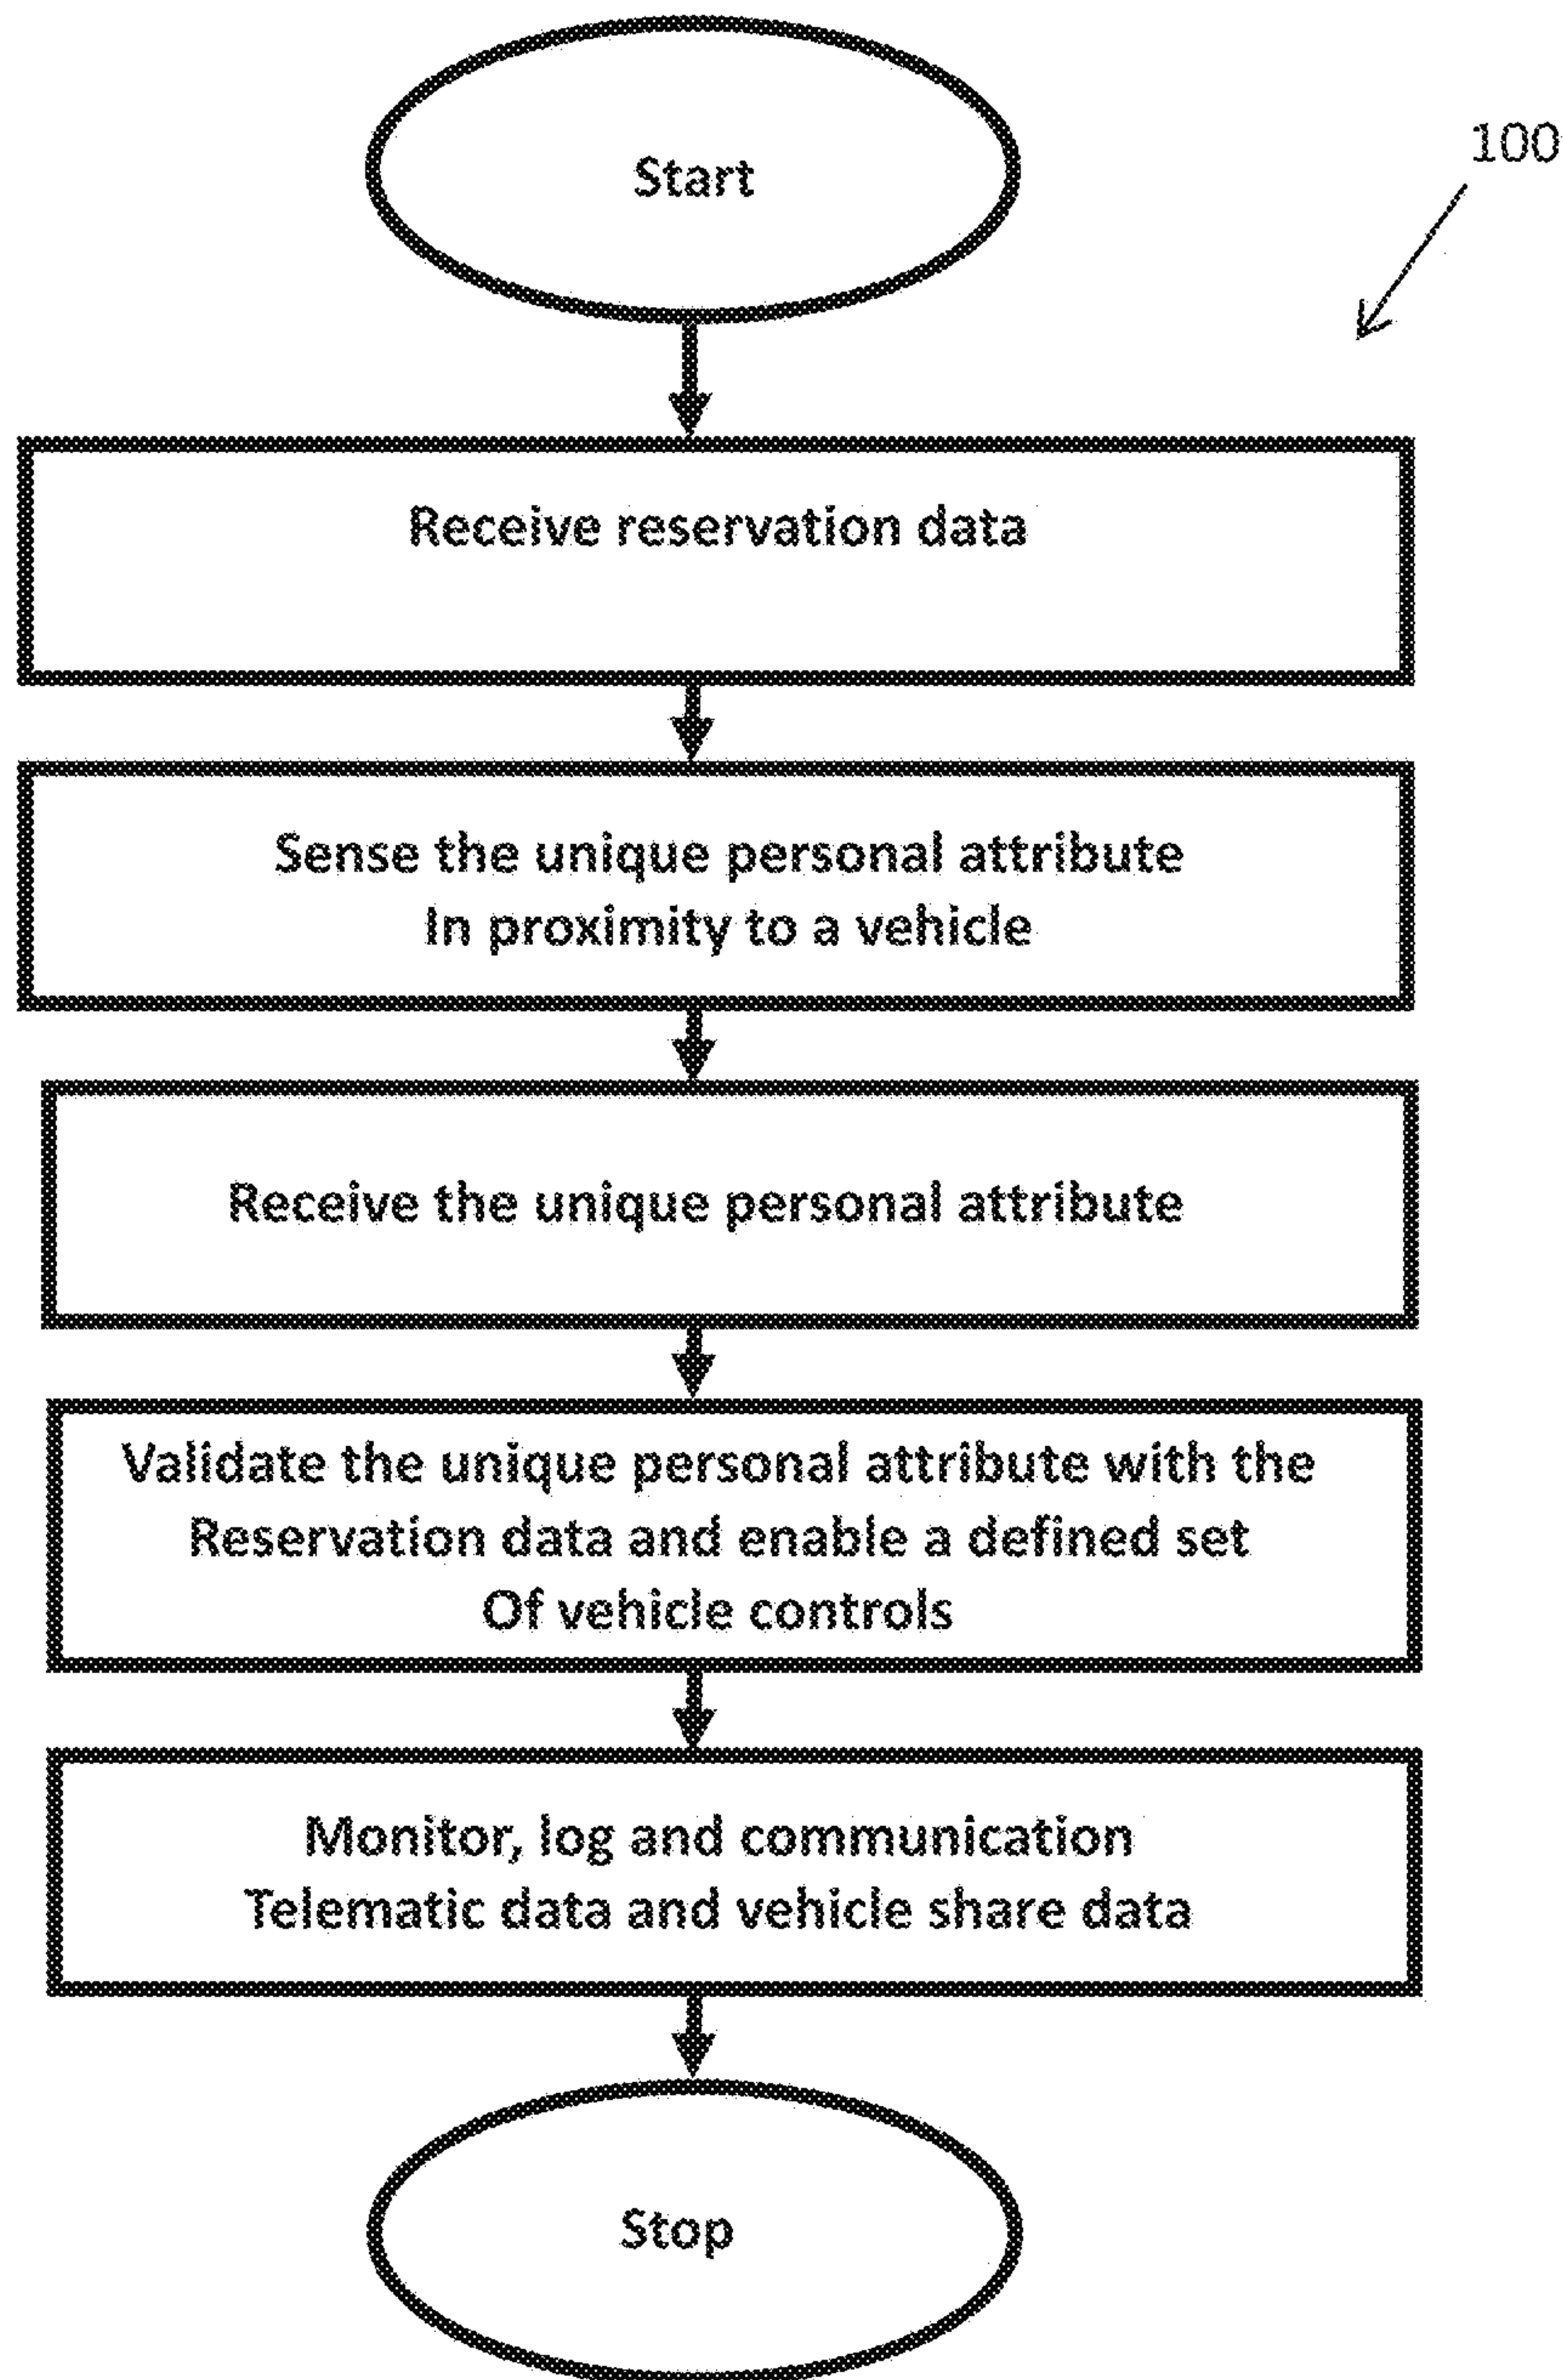 Start
100
Receive reservation data
Sense the unique personal attribute
In proximity to a vehicle
Receive the unique personal attribute
Validate the unique personal attribute with the
Reservation data and enable a defined set
Of vehicle controls
Monitor, log and communication
Telematic data and vehicle share data
Stop